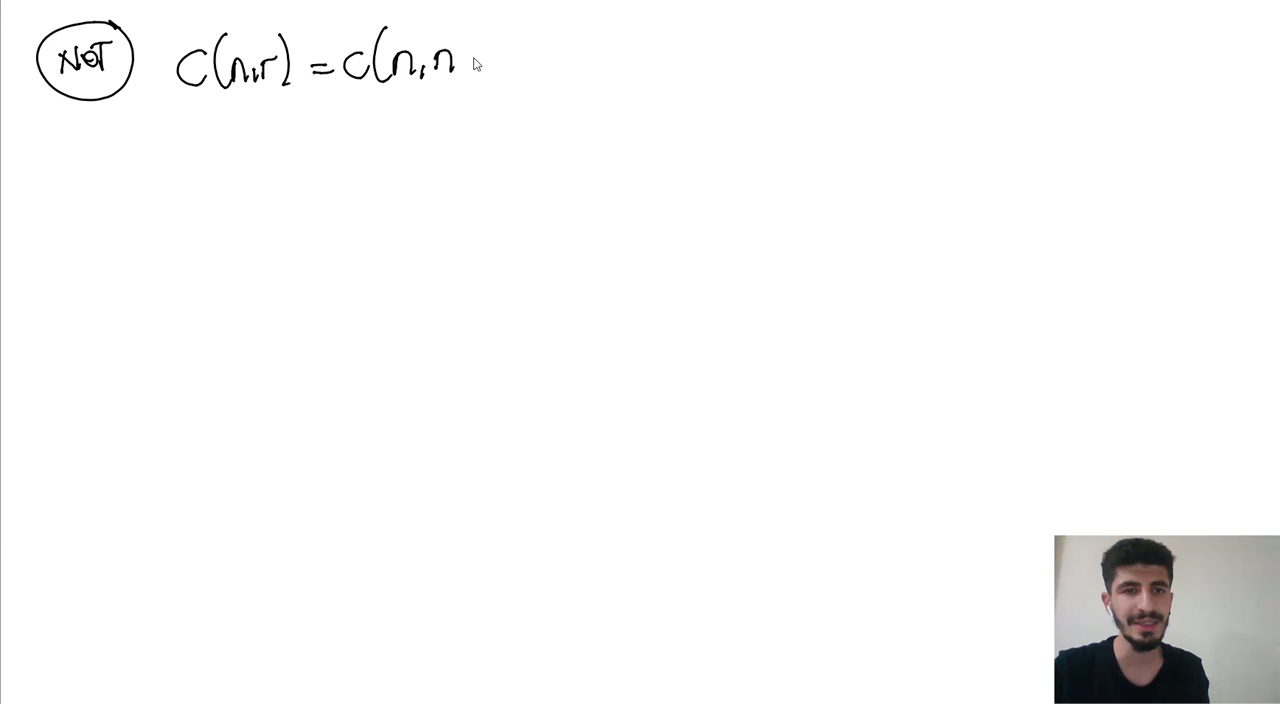 NOT C(n,r) = C(n,n